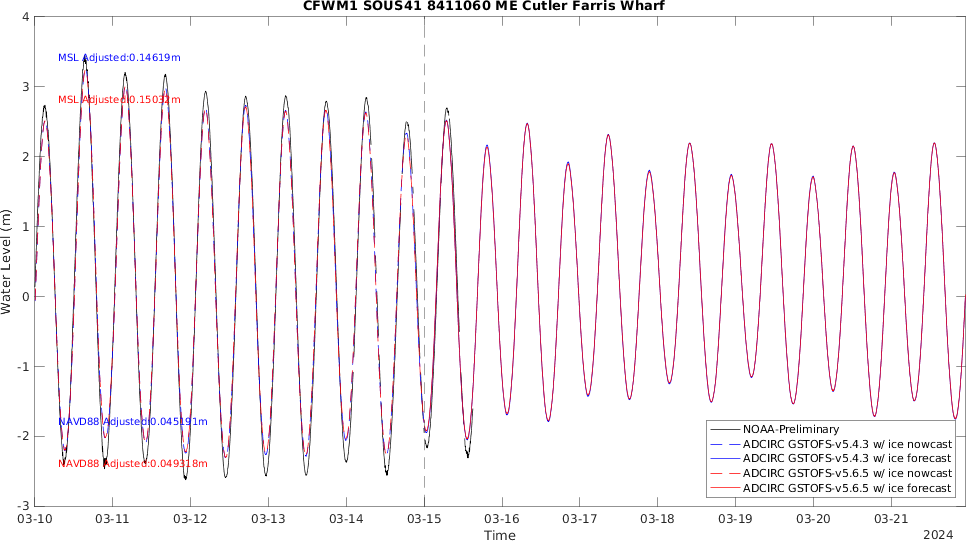 CFWM1 SOUS41 8411060 ME Cutler Farris Wharf
4
3
2
1
0
-1
-2
-3
Water Level (m)
MSL Adjusted:0.14619m
MSL Adjusted:0.15032m
NAVD88 Adjusted:0.045191m
NAVD88 Adjusted:0.049318m
NOAA-Preliminary
ADCIRC GSTOFS-v5.4.3 w/ ice nowcast
ADCIRC GSTOFS-v5.4.3 w/ ice forecast
ADCIRC GSTOFS-v5.6.5 w/ ice nowcast
ADCIRC GSTOFS-v5.6.5 w/ ice forecast
03-10 03-11 03-12 03-13 03-14 03-15 03-16 03-17 03-18 03-19 03-20 03-21
Time
2024